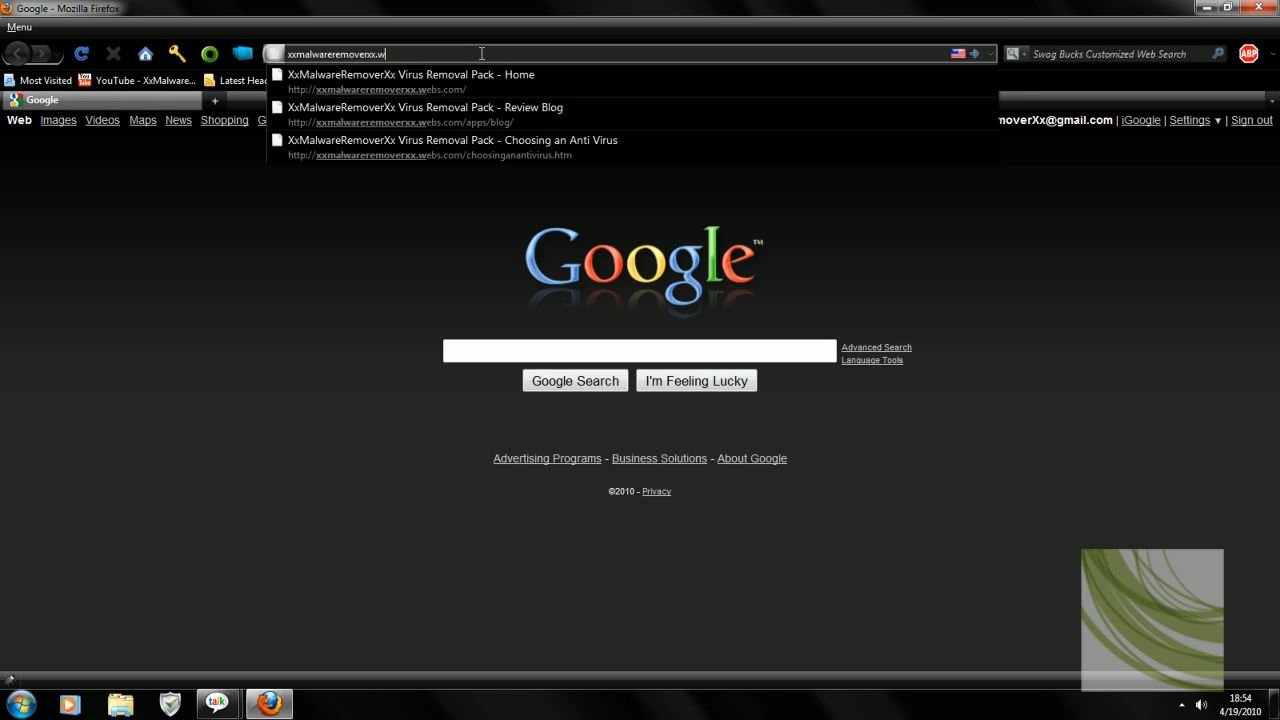 Google - Mozilla Firefox
Menu
xxmalwareremoverxx.w
Swag Bucks Customized Web Search
ABP
Most Visited
YouTube - XxMalware...
Latest Head
XxMalwareRemoverXx Virus Removal Pack - Home
http://xxmalwareremoverxx.webs.com/
XxMalwareRemoverXx Virus Removal Pack - Review Blog
http://xxmalwareremoverxx.webs.com/apps/blog/
XxMalwareRemoverXx Virus Removal Pack - Choosing an Anti Virus
http://xxmalwareremoverxx.webs.com/choosinganantivirus.htm
Google
Web Images Videos Maps News Shopping G
moverXx@gmail.com | iGoogle | Settings ▼ | Sign out
Google™
Advanced Search
Language Tools
Google Search
I'm Feeling Lucky
Advertising Programs - Business Solutions - About Google
©2010 - Privacy
talk
18:54
4/19/2010